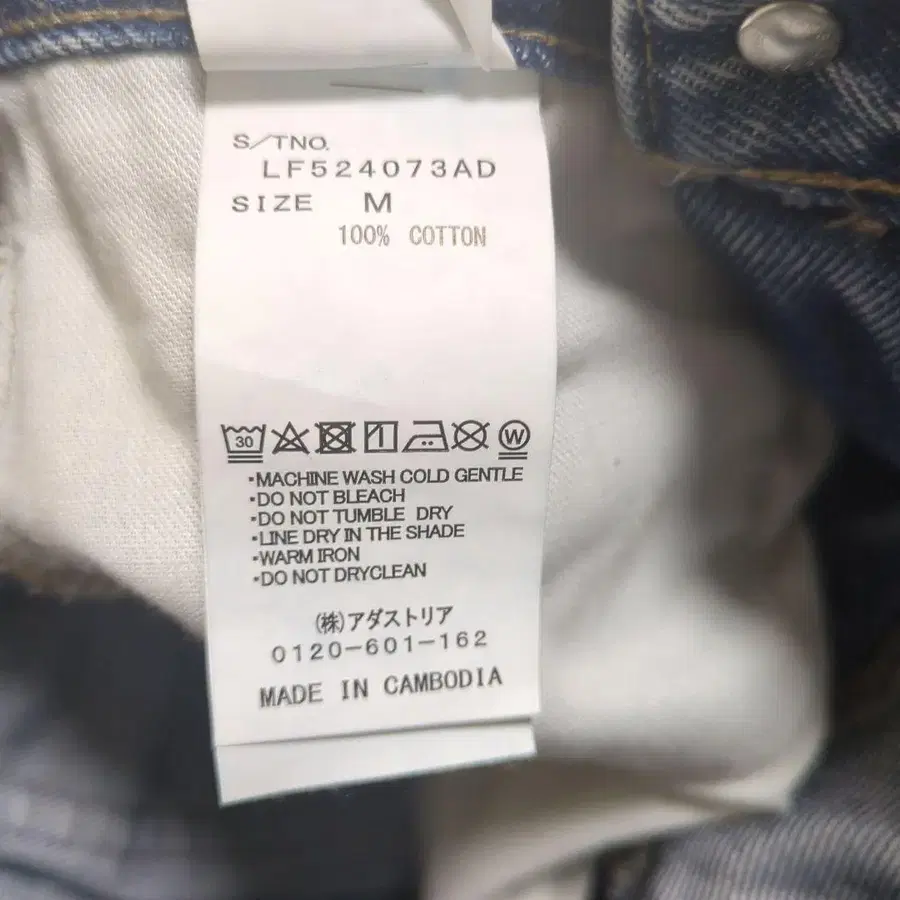 S/TNO.
LF524073AD
SIZE M
100% COTTON
30 W
·MACHINE WASH COLD GENTLE
·DO NOT BLEACH
·DO NOT TUMBLE DRY
·LINE DRY IN THE SHADE
·WARM IRON
·DO NOT DRYCLEAN
(株)アダストリア
0120-601-162
MADE IN CAMBODIA